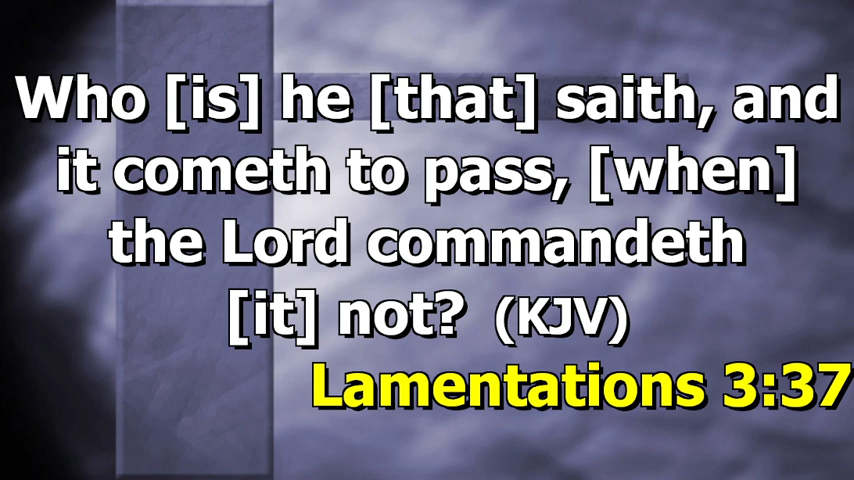 Who [is] he [that] saith, and
it cometh to pass, [when]
the Lord commandeth
[it] not? (KJV)
Lamentations 3:37